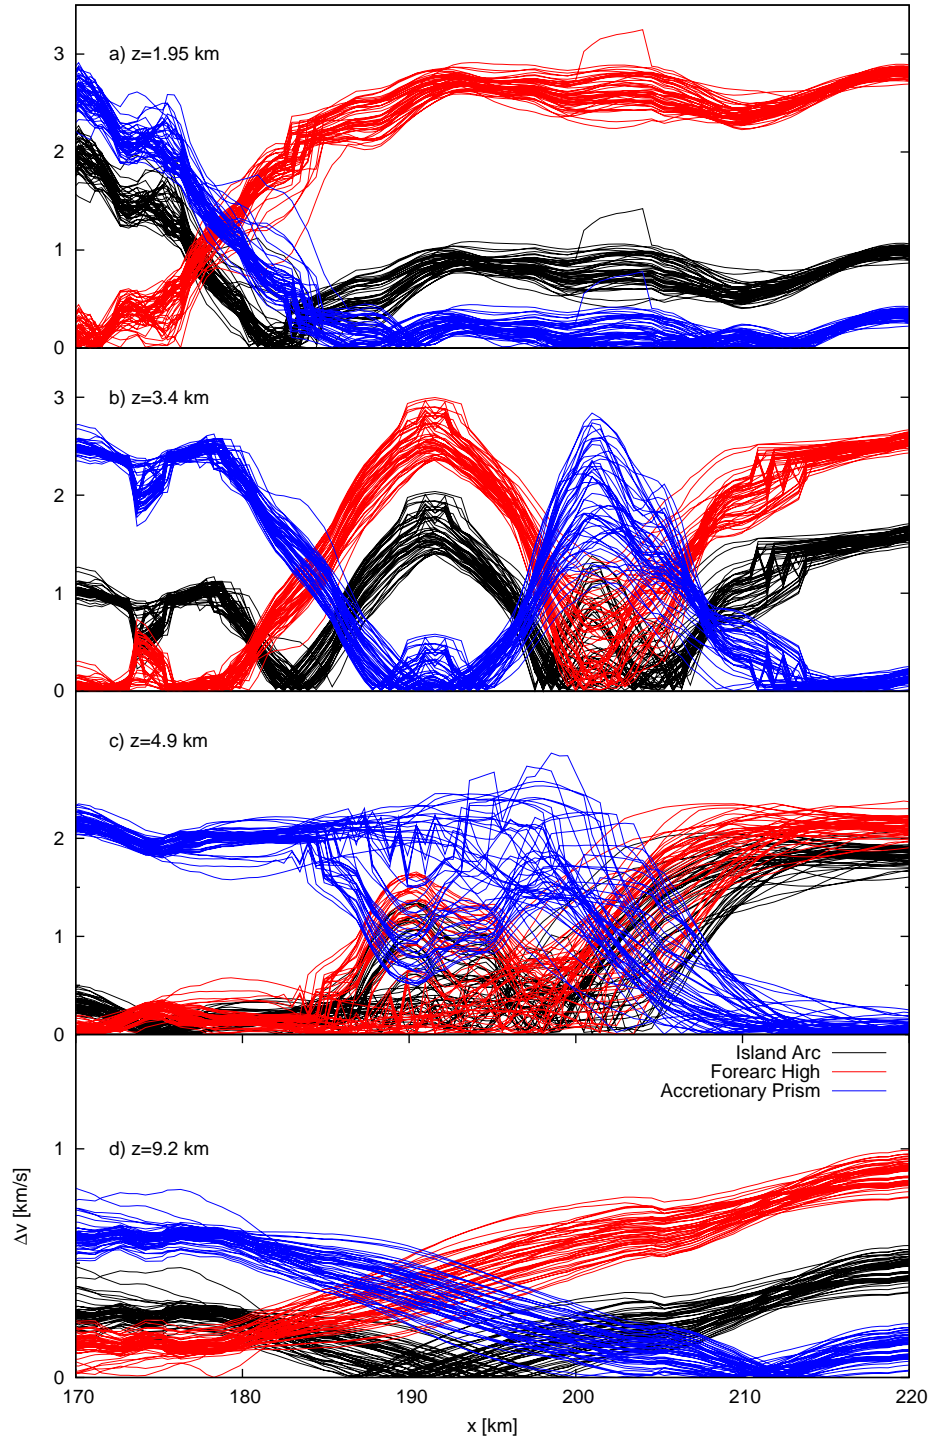 3
a) z=1.95 km
2
1
0
3
b) z=3.4 km
2
1
0
c) z=4.9 km
2
1
0
Island Arc
Forearc High
Accretionary Prism
1
d) z=9.2 km
Δv [km/s]
0
170 180 190 200 210 220
x [km]